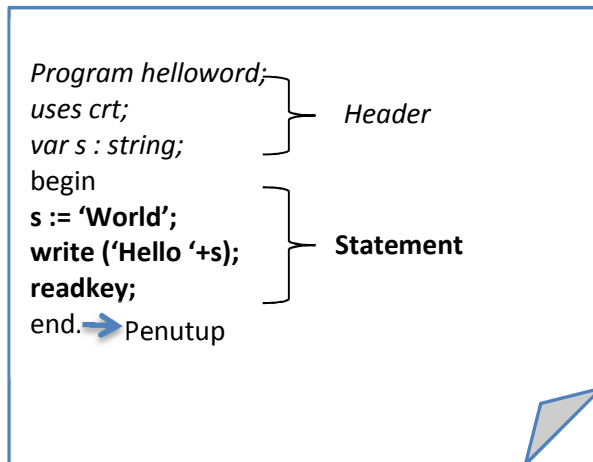 Program helloword;
uses crt;
var s : string;
Header
begin
s := ‘World’;
write (‘Hello ‘+s);
readkey;
Statement
end.
Penutup